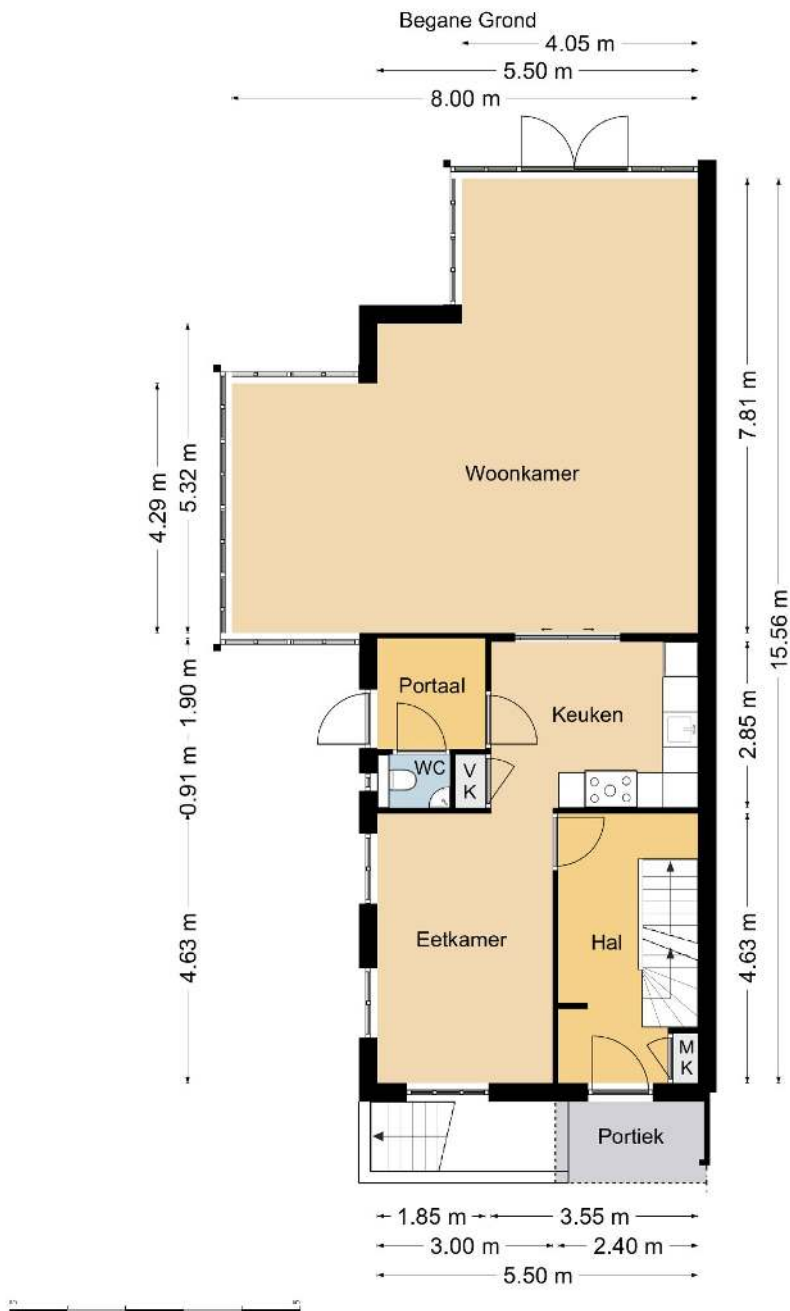 Begane Grond
4.05 m
5.50 m
8.00 m
7.81 m
15.56 m
5.32 m
4.29 m
Woonkamer
1.90 m
0.91 m
Portaal
Keuken
2.85 m
WC
V
K
4.63 m
Eetkamer
Hal
4.63 m
M
K
Portiek
1.85 m
3.55 m
3.00 m
2.40 m
5.50 m